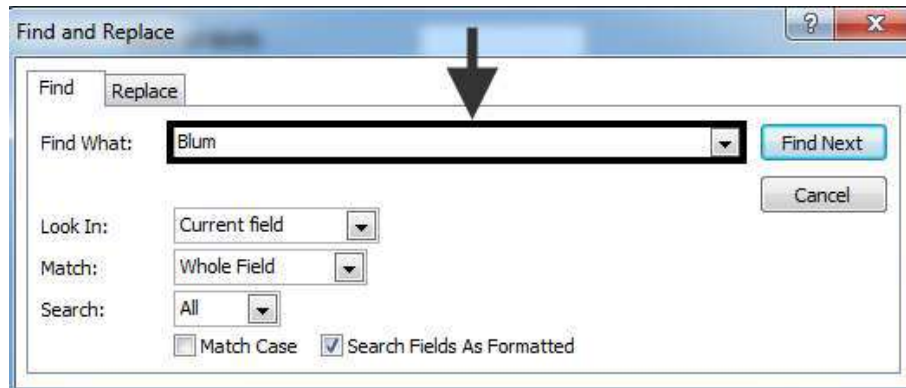 Find and Replace
Find Replace
Find What: Blum Find Next
Cancel
Look In: Current field
Match: Whole Field
Search: All
Match Case Search Fields As Formatted